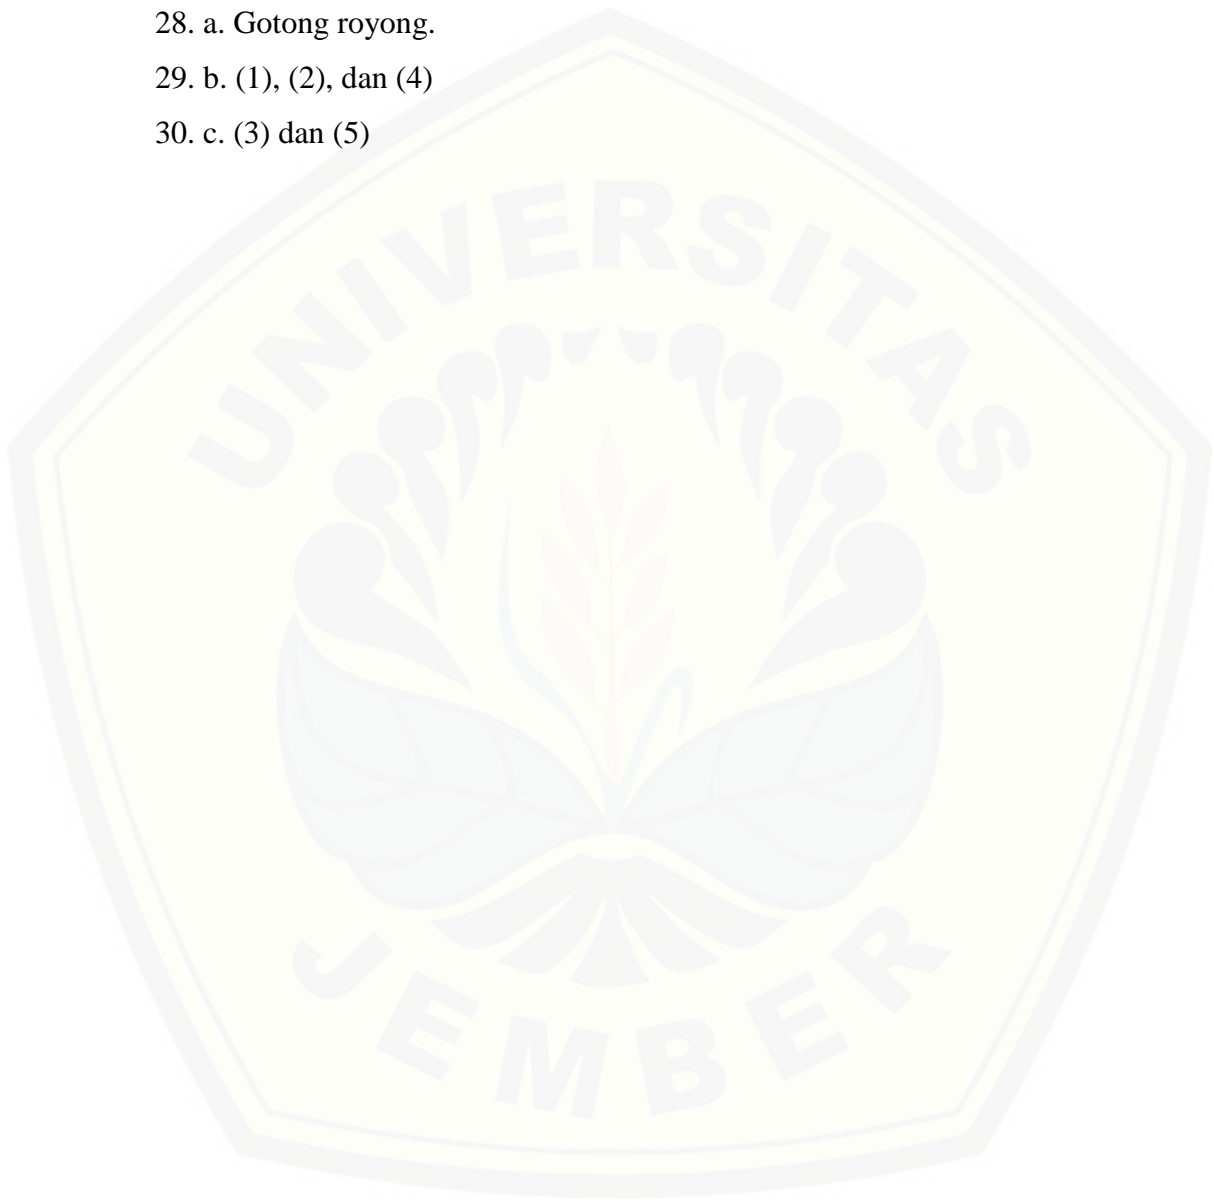 28. a. Gotong royong.
29. b. (1), (2), dan (4)
30. c. (3) dan (5)
UNIVERSITAS
JEMBER